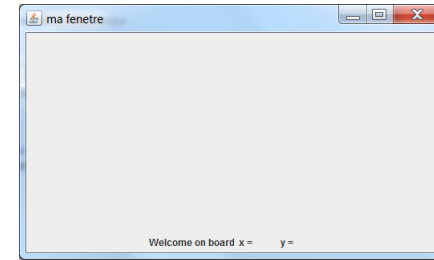 ma fenetre
Welcome on board x = y =